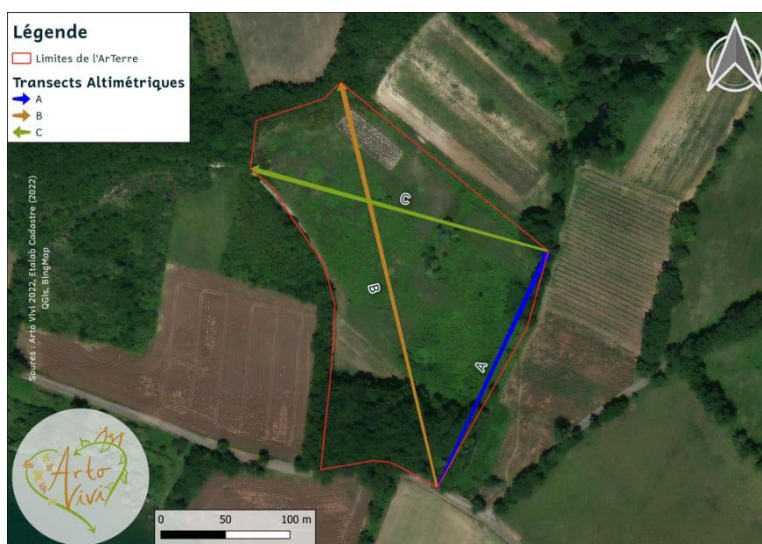 Légende
Limites de l'ArTerre
Transects Altimétriques
A
B
C
C
B
A
Soures : Arto Vivi 2022, Etalab Cadastre (2022)
QGis, BingMap
Arto
Vivi
0 50 100 m